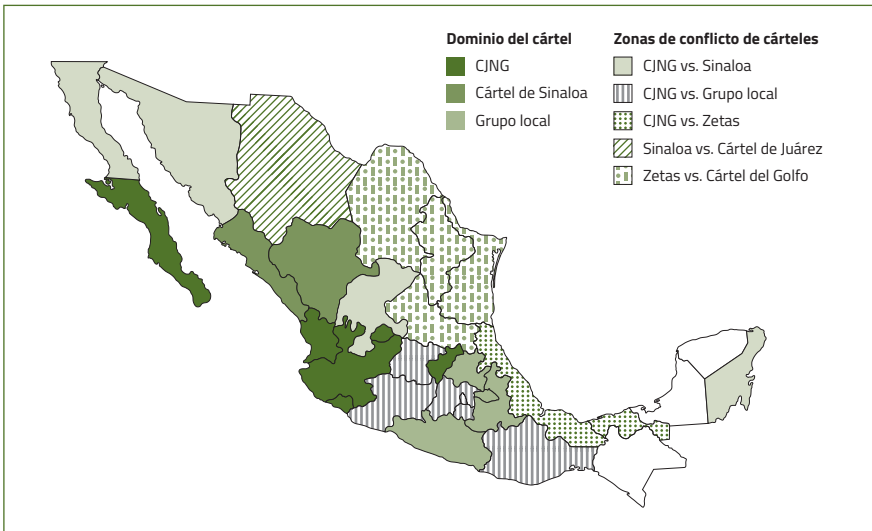 Dominio del cártel
CJNG
Cártel de Sinaloa
Grupo local
Zonas de conflicto de cárteles
CJNG vs. Sinaloa
CJNG vs. Grupo local
CJNG vs. Zetas
Sinaloa vs. Cártel de Juárez
Zetas vs. Cártel del Golfo